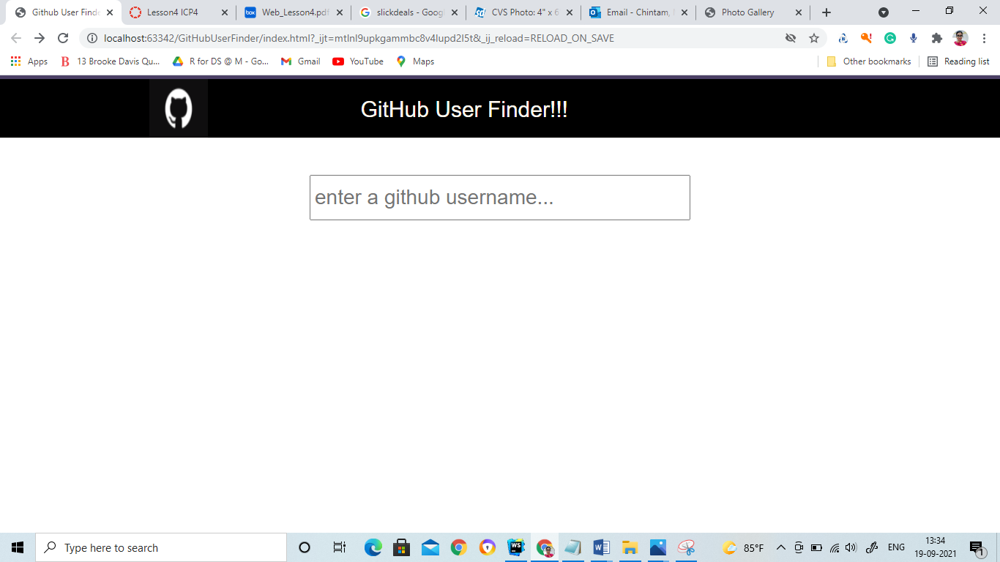 Github User Finde
Lesson4 ICP4
Web_Lesson4.pdf
slickdeals - Goog
CVS Photo: 4" x 6
Email - Chintam,
Photo Gallery
localhost:63342/GitHubUserFinder/index.html?_ijt=mtlnl9upkgammbc8v4lupd2l5t&_ij_reload=RELOAD_ON_SAVE
Apps
13 Brooke Davis Qu...
R for DS @ M - Go...
Gmail
YouTube
Maps
Other bookmarks
Reading list
GitHub User Finder!!!
enter a github username...
Type here to search
85°F
ENG
13:34
19-09-2021
1